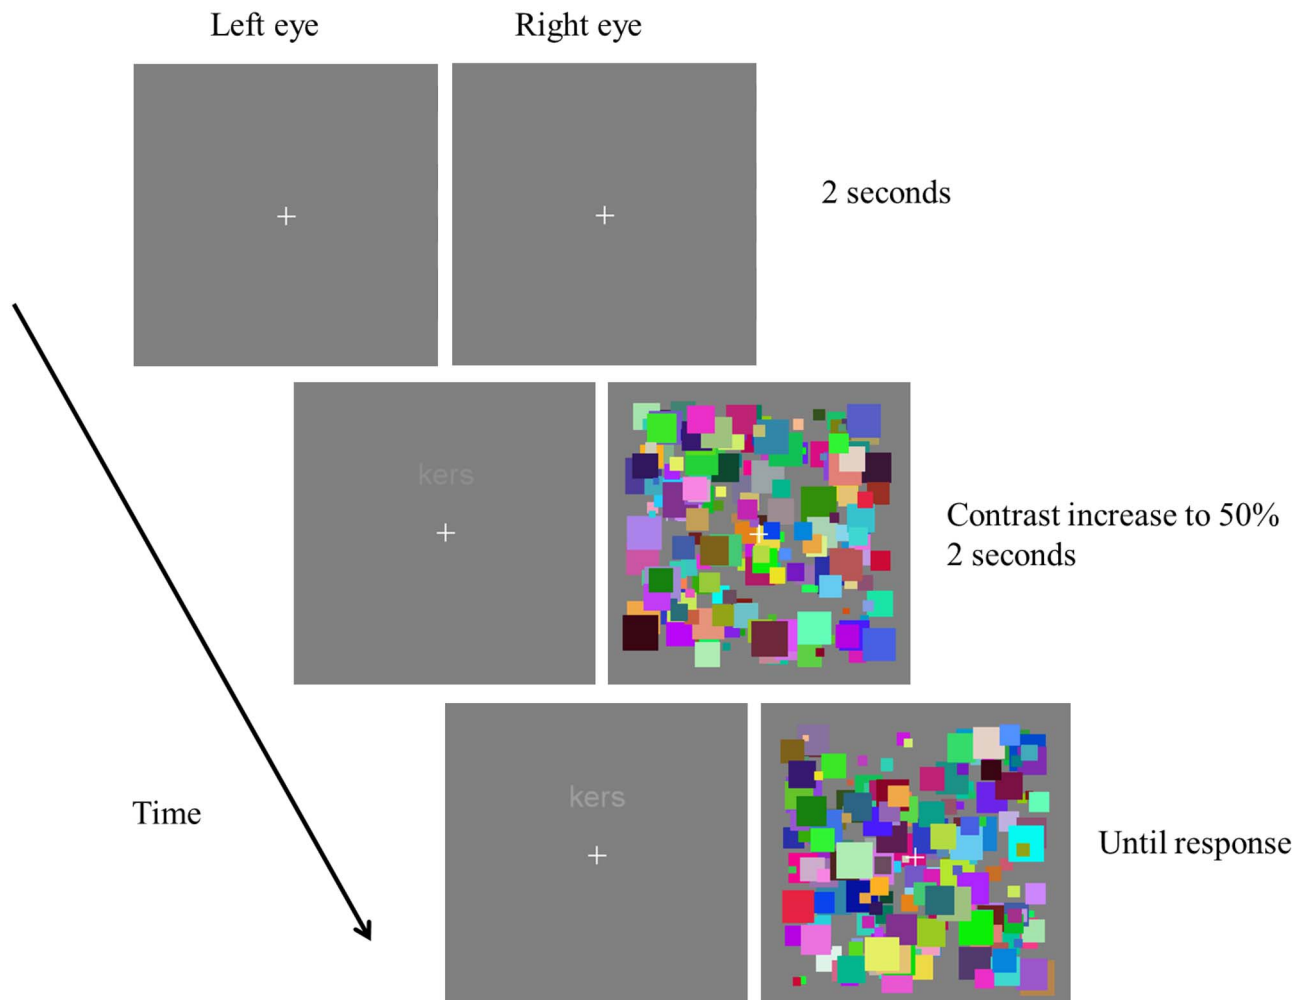 Left eye
Right eye
2 seconds
kers
Contrast increase to 50%
2 seconds
kers
Time
Until response